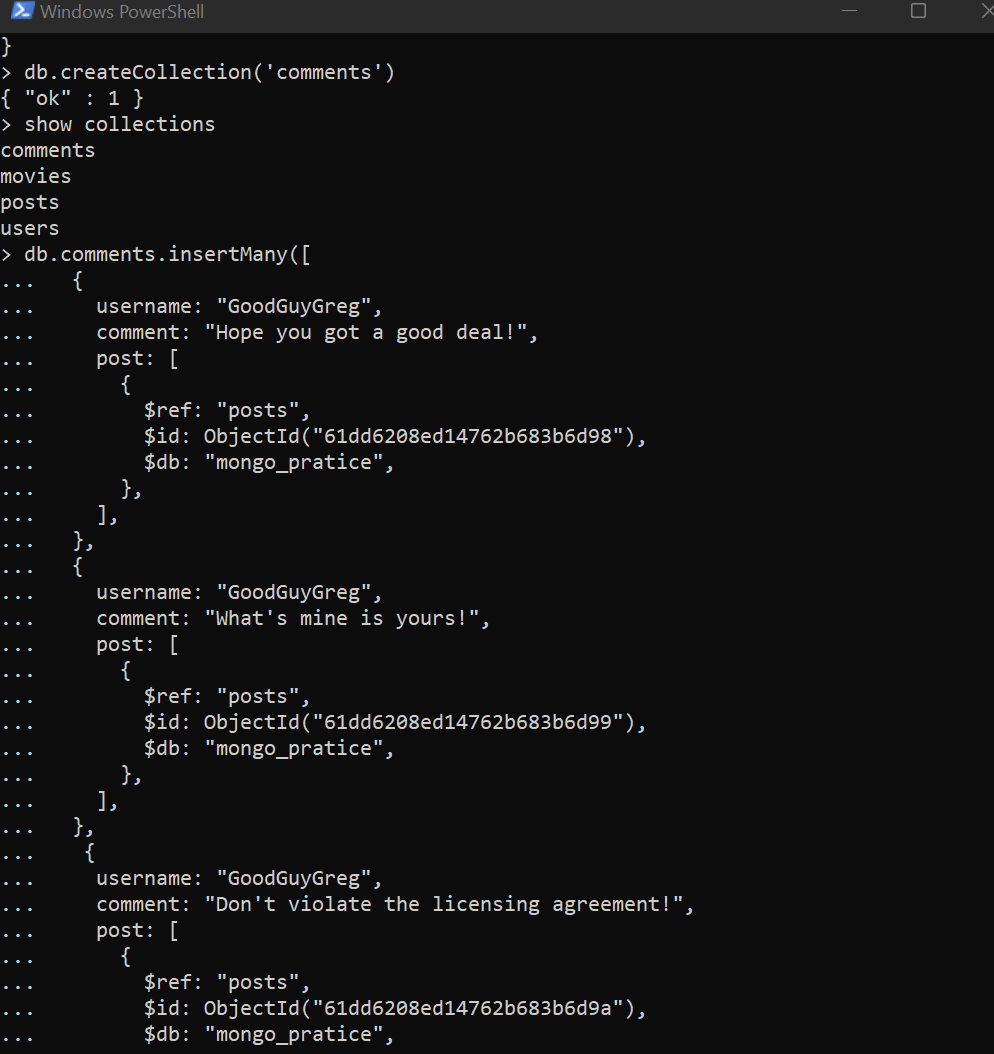 Windows PowerShell
}
> db.createCollection('comments')
{ "ok" : 1 }
> show collections
comments
movies
posts
users
> db.comments.insertMany([
...   {
...     username: "GoodGuyGreg",
...     comment: "Hope you got a good deal!",
...     post: [
...       {
...         $ref: "posts",
...         $id: ObjectId("61dd6208ed14762b683b6d98"),
...         $db: "mongo_pratice",
...       },
...     ],
...   },
...   {
...     username: "GoodGuyGreg",
...     comment: "What's mine is yours!",
...     post: [
...       {
...         $ref: "posts",
...         $id: ObjectId("61dd6208ed14762b683b6d99"),
...         $db: "mongo_pratice",
...       },
...     ],
...   },
...    {
...     username: "GoodGuyGreg",
...     comment: "Don't violate the licensing agreement!",
...     post: [
...       {
...         $ref: "posts",
...         $id: ObjectId("61dd6208ed14762b683b6d9a"),
...         $db: "mongo_pratice",